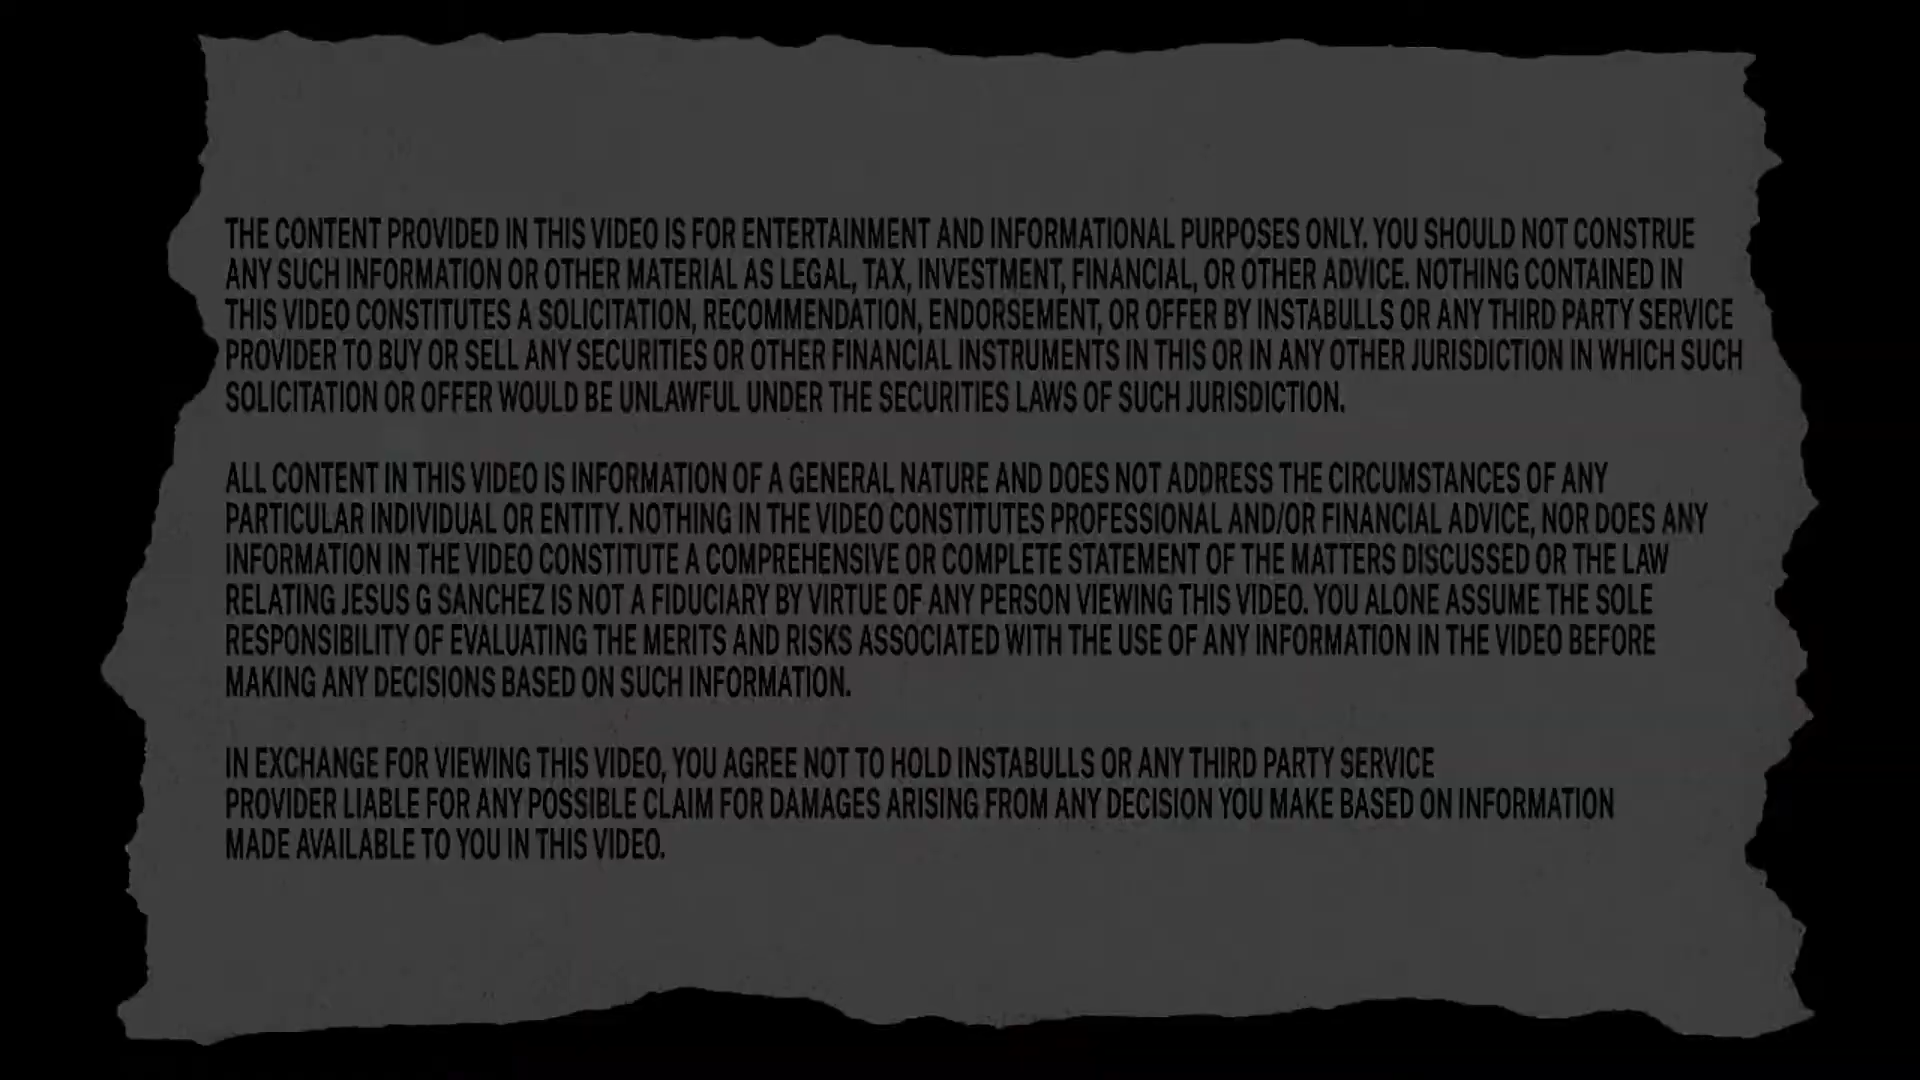 THE CONTENT PROVIDED IN THIS VIDEO IS FOR ENTERTAINMENT AND INFORMATIONAL PURPOSES ONLY. YOU SHOULD NOT CONSTRUE
ANY SUCH INFORMATION OR OTHER MATERIAL AS LEGAL, TAX, INVESTMENT, FINANCIAL, OR OTHER ADVICE. NOTHING CONTAINED IN
THIS VIDEO CONSTITUTES A SOLICITATION, RECOMMENDATION, ENDORSEMENT, OR OFFER BY INSTABULLS OR ANY THIRD PARTY SERVICE
PROVIDER TO BUY OR SELL ANY SECURITIES OR OTHER FINANCIAL INSTRUMENTS IN THIS OR IN ANY OTHER JURISDICTION IN WHICH SUCH
SOLICITATION OR OFFER WOULD BE UNLAWFUL UNDER THE SECURITIES LAWS OF SUCH JURISDICTION.
ALL CONTENT IN THIS VIDEO IS INFORMATION OF A GENERAL NATURE AND DOES NOT ADDRESS THE CIRCUMSTANCES OF ANY
PARTICULAR INDIVIDUAL OR ENTITY. NOTHING IN THE VIDEO CONSTITUTES PROFESSIONAL AND/OR FINANCIAL ADVICE, NOR DOES ANY
INFORMATION IN THE VIDEO CONSTITUTE A COMPREHENSIVE OR COMPLETE STATEMENT OF THE MATTERS DISCUSSED OR THE LAW
RELATING JESUS G SANCHEZ IS NOT A FIDUCIARY BY VIRTUE OF ANY PERSON VIEWING THIS VIDEO. YOU ALONE ASSUME THE SOLE
RESPONSIBILITY OF EVALUATING THE MERITS AND RISKS ASSOCIATED WITH THE USE OF ANY INFORMATION IN THE VIDEO BEFORE
MAKING ANY DECISIONS BASED ON SUCH INFORMATION.
IN EXCHANGE FOR VIEWING THIS VIDEO, YOU AGREE NOT TO HOLD INSTABULLS OR ANY THIRD PARTY SERVICE
PROVIDER LIABLE FOR ANY POSSIBLE CLAIM FOR DAMAGES ARISING FROM ANY DECISION YOU MAKE BASED ON INFORMATION
MADE AVAILABLE TO YOU IN THIS VIDEO.